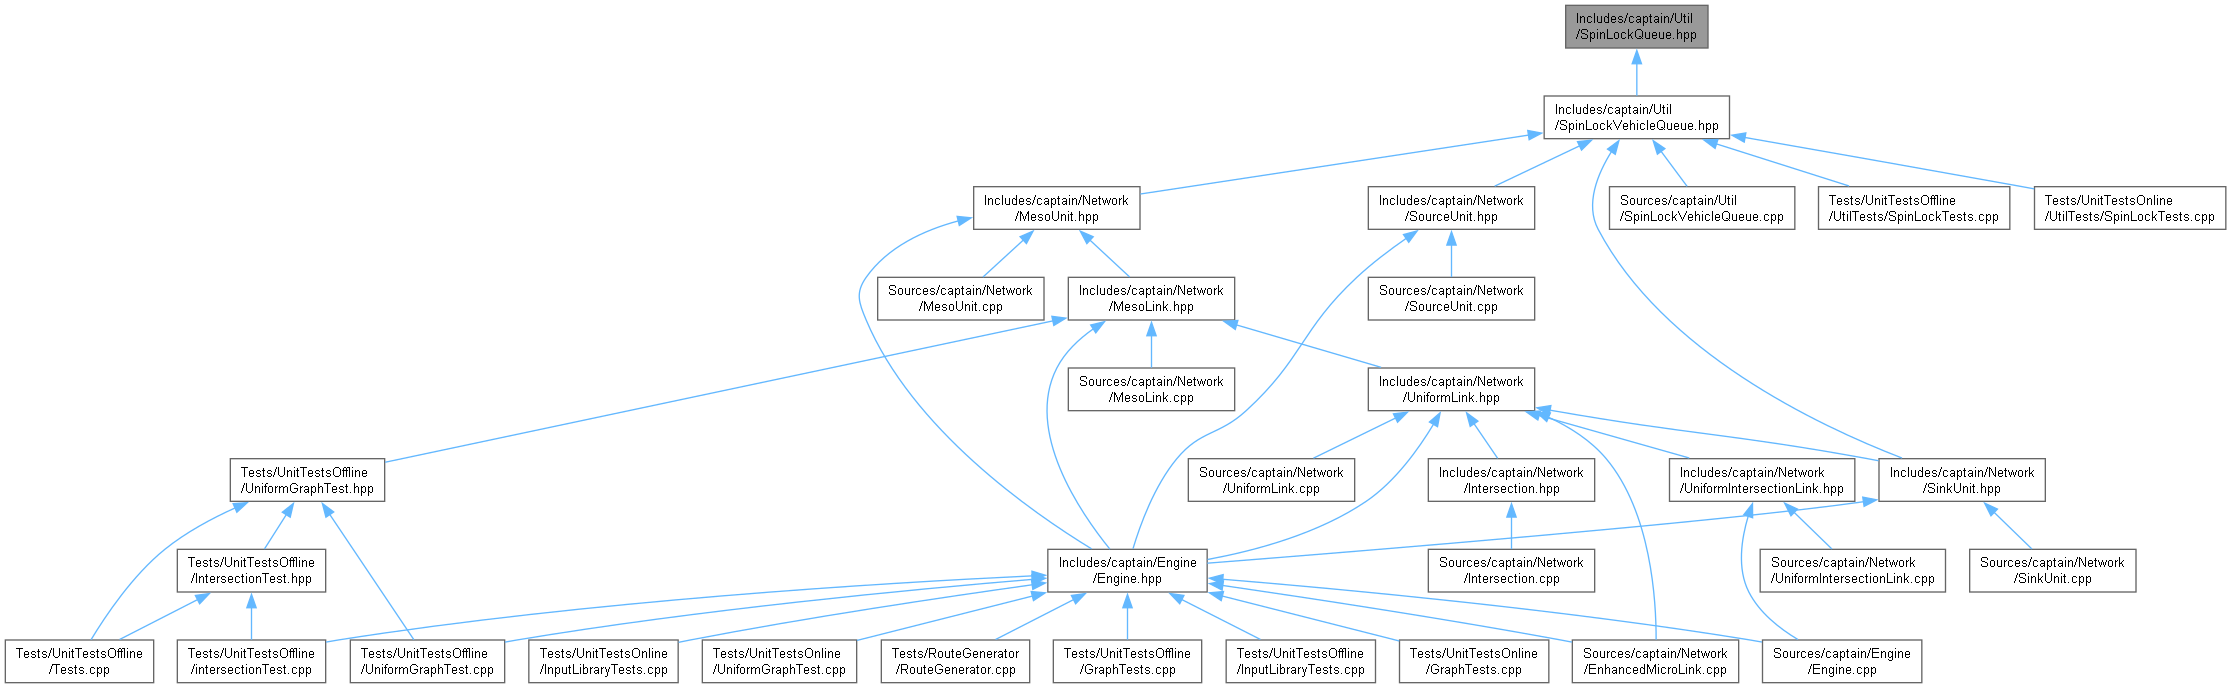 Includes/captain/Util
/SpinLockQueue.hpp
Includes/captain/Util
/SpinLockVehicleQueue.hpp
Includes/captain/Network
/MesoUnit.hpp
Includes/captain/Network
/SourceUnit.hpp
Sources/captain/Util
/SpinLockVehicleQueue.cpp
Tests/UnitTestsOffline
/UtilTests/SpinLockTests.cpp
Tests/UnitTestsOnline
/UtilTests/SpinLockTests.cpp
Sources/captain/Network
/MesoUnit.cpp
Includes/captain/Network
/MesoLink.hpp
Sources/captain/Network
/SourceUnit.cpp
Sources/captain/Network
/MesoLink.cpp
Includes/captain/Network
/UniformLink.hpp
Tests/UnitTestsOffline
/UniformGraphTest.hpp
Sources/captain/Network
/UniformLink.cpp
Includes/captain/Network
/Intersection.hpp
Includes/captain/Network
/UniformIntersectionLink.hpp
Includes/captain/Network
/SinkUnit.hpp
Tests/UnitTestsOffline
/IntersectionTest.hpp
Includes/captain/Engine
/Engine.hpp
Sources/captain/Network
/Intersection.cpp
Sources/captain/Network
/UniformIntersectionLink.cpp
Sources/captain/Network
/SinkUnit.cpp
Tests/UnitTestsOffline
/Tests.cpp
Tests/UnitTestsOffline
/intersectionTest.cpp
Tests/UnitTestsOffline
/UniformGraphTest.cpp
Tests/UnitTestsOnline
/InputLibraryTests.cpp
Tests/UnitTestsOnline
/UniformGraphTest.cpp
Tests/RouteGenerator
/RouteGenerator.cpp
Tests/UnitTestsOffline
/GraphTests.cpp
Tests/UnitTestsOffline
/InputLibraryTests.cpp
Tests/UnitTestsOnline
/GraphTests.cpp
Sources/captain/Network
/EnhancedMicroLink.cpp
Sources/captain/Engine
/Engine.cpp